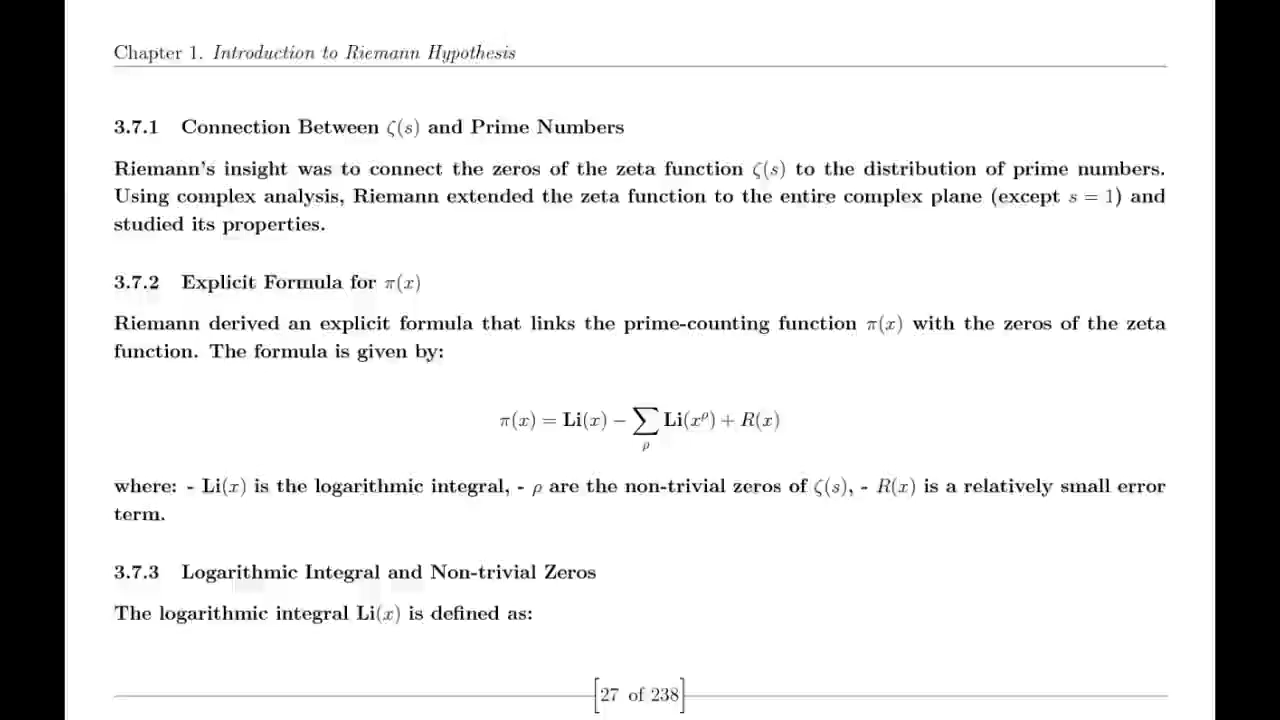 Chapter 1. Introduction to Riemann Hypothesis
3.7.1 Connection Between ζ(s) and Prime Numbers
Riemann's insight was to connect the zeros of the zeta function ζ(s) to the distribution of prime numbers.
Using complex analysis, Riemann extended the zeta function to the entire complex plane (except s = 1) and
studied its properties.
3.7.2 Explicit Formula for π(x)
Riemann derived an explicit formula that links the prime-counting function π(x) with the zeros of the zeta
function. The formula is given by:
π(x) = Li(x) − ∑ Li(x^ρ) + R(x)
ρ
where: - Li(x) is the logarithmic integral, - ρ are the non-trivial zeros of ζ(s), - R(x) is a relatively small error
term.
3.7.3 Logarithmic Integral and Non-trivial Zeros
The logarithmic integral Li(x) is defined as:
[27 of 238]